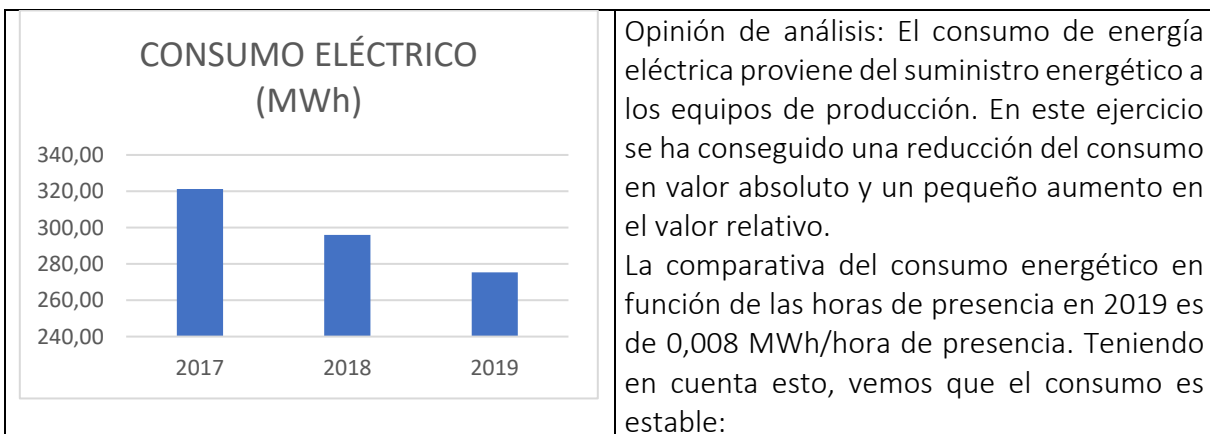 CONSUMO ELÉCTRICO
(MWh)
340,00
320,00
300,00
280,00
260,00
240,00
2017 2018 2019
Opinión de análisis: El consumo de energía
eléctrica proviene del suministro energético a
los equipos de producción. En este ejercicio
se ha conseguido una reducción del consumo
en valor absoluto y un pequeño aumento en
el valor relativo.
La comparativa del consumo energético en
función de las horas de presencia en 2019 es
de 0,008 MWh/hora de presencia. Teniendo
en cuenta esto, vemos que el consumo es
estable: